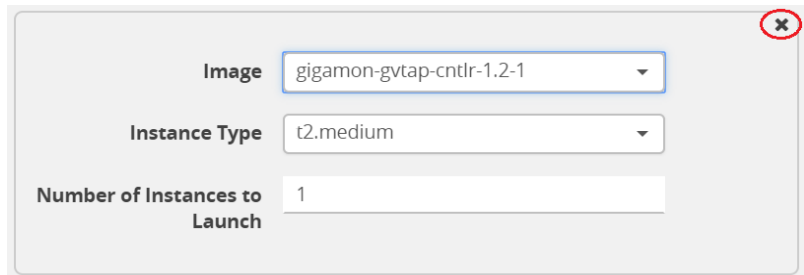 Image gigamon-gvtap-cntlr-1.2-1
Instance Type t2.medium
Number of Instances to 1
Launch